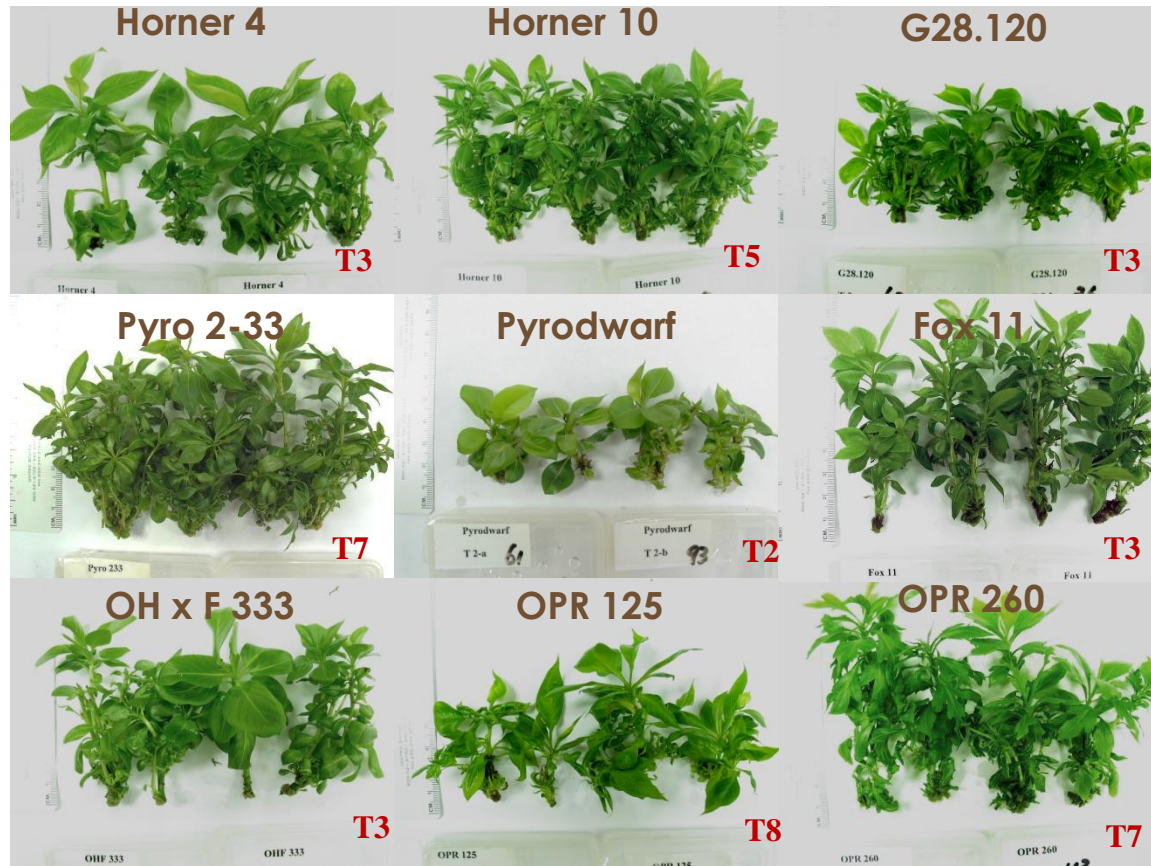 Horner 4
Horner 10
G28.120
T3
T5
T3
Horner 4
Horner 4
Horner 10
Horner 10
G28.120
G28.120
Pyro 2-33
Pyrodwarf
Fox 11
T7
T2
T3
Pyro 233
Pyrodwarf
T 2-a 61
Pyrodwarf
T 2-b 93
Fox 11
Fox 11
OH x F 333
OPR 125
OPR 260
T3
T8
T7
OHF 333
OHF 333
OPR 125
OPR 125
OPR 260
OPR 260